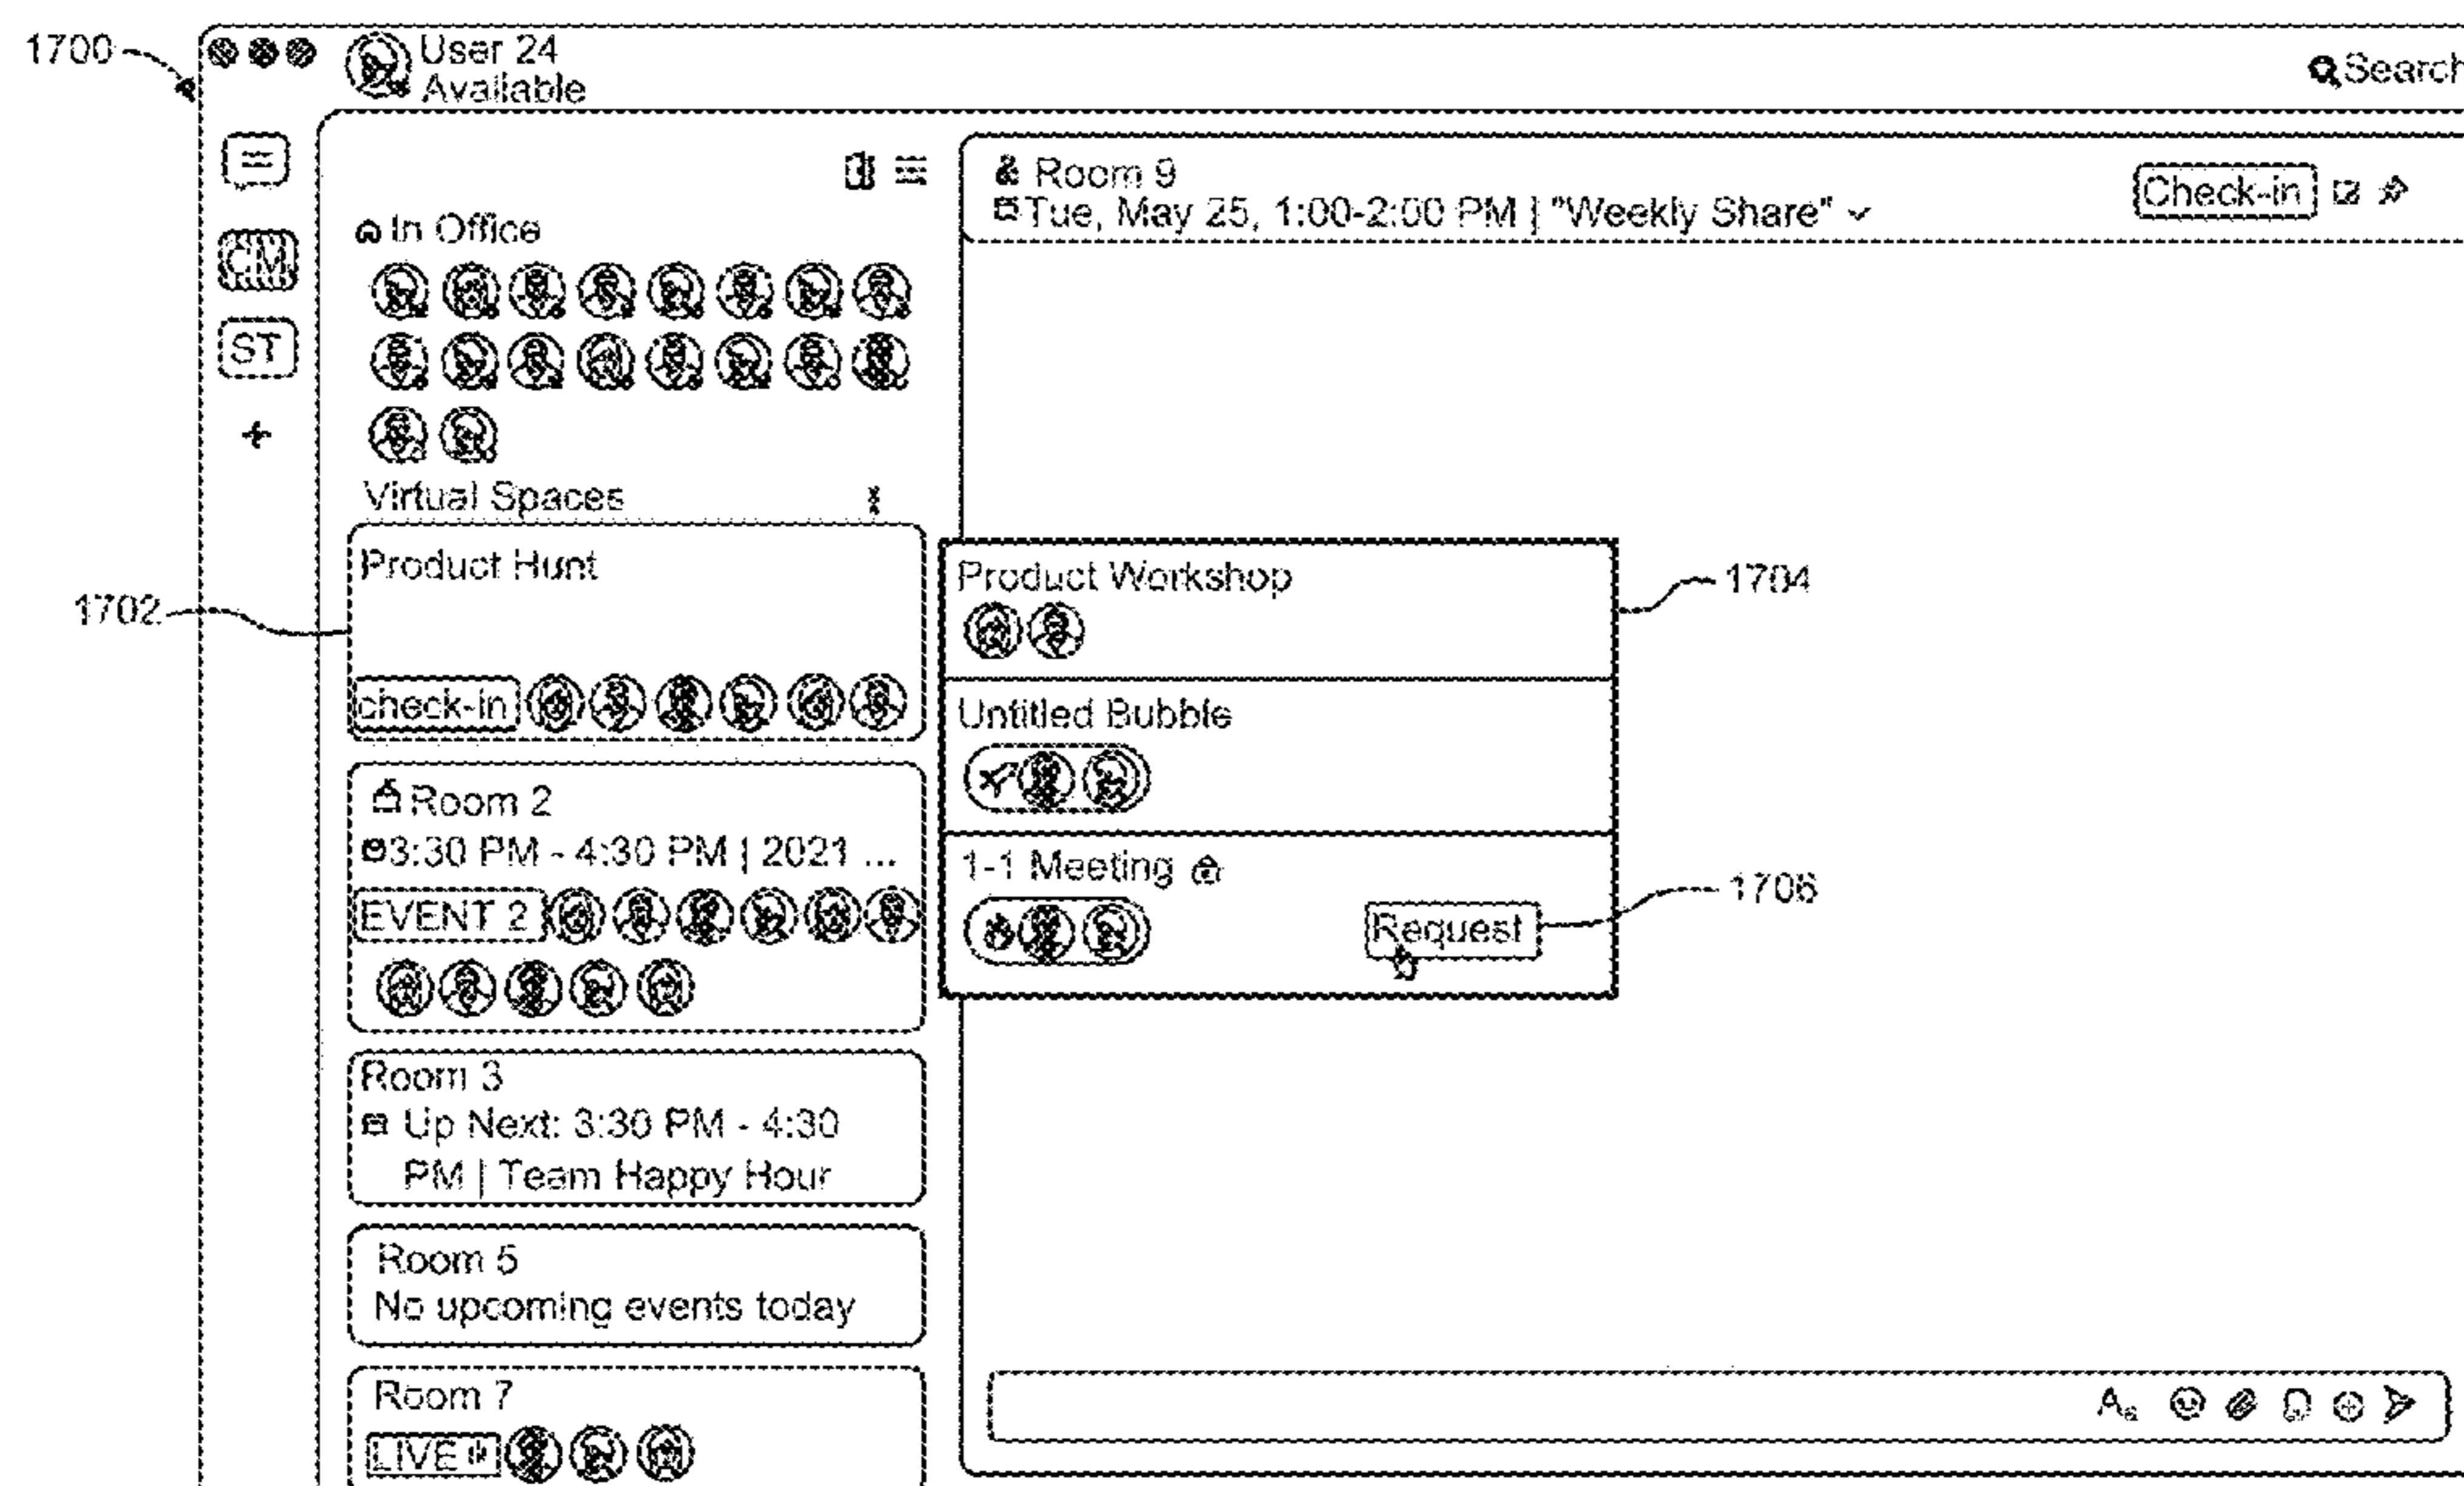 1700
User 24
Available
Search
CM
ST
+
In Office
Virtual Spaces
Product Hunt
check-in
1702
Room 2
3:30 PM - 4:30 PM | 2021 ...
EVENT 2
Room 3
Up Next: 3:30 PM - 4:30
PM | Team Happy Hour
Room 5
No upcoming events today
Room 7
LIVE
Room 9
Tue, May 25, 1:00-2:00 PM | "Weekly Share"
Check-in
Product Workshop
1704
Untitled Bubble
1-1 Meeting
Request
1706
Aa